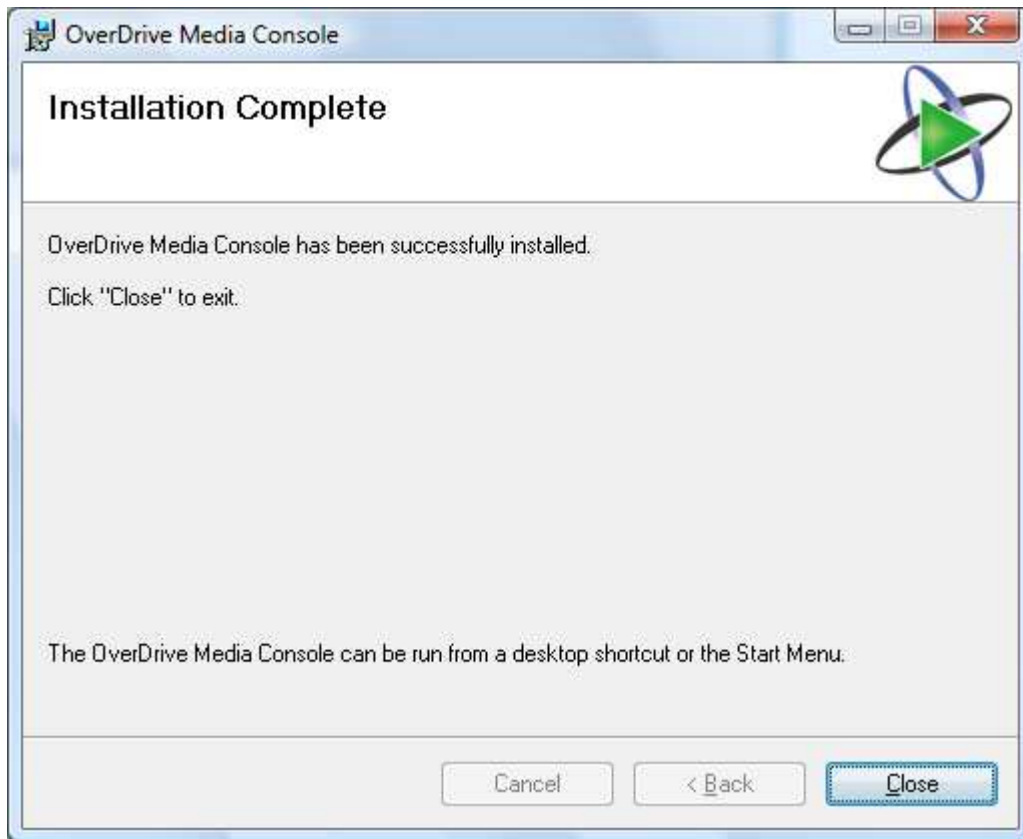 OverDrive Media Console
Installation Complete
OverDrive Media Console has been successfully installed.
Click "Close" to exit.
The OverDrive Media Console can be run from a desktop shortcut or the Start Menu.
Cancel
< Back
Close